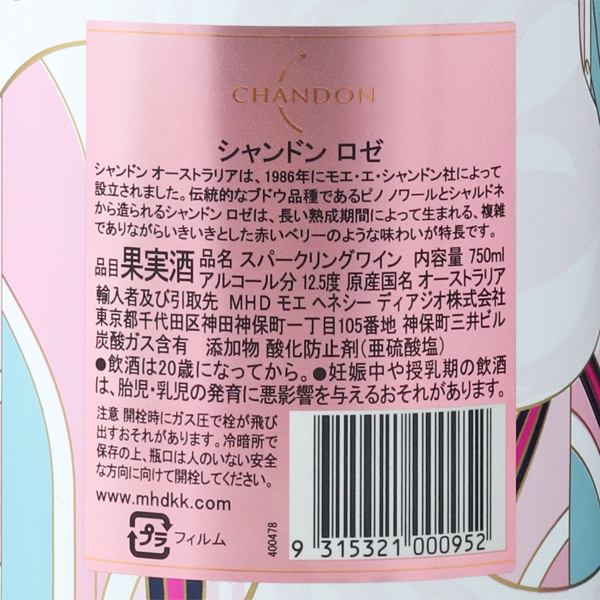 CHANDON
シャンドン ロゼ
シャンドン オーストラリアは、1986年にモエ・エ・シャンドン社によって
設立されました。伝統的なブドウ品種であるピノ ノワールとシャルドネ
から造られるシャンドン ロゼは、長い熟成期間によって生まれる、複雑
でありながらいきいきとした赤いベリーのような味わいが特長です。
品目果実酒 品名 スパークリングワイン 内容量 750ml
アルコール分 12.5度 原産国名 オーストラリア
輸入者及び引取先 MHD モエ ヘネシー ディアジオ株式会社
東京都千代田区神田神保町一丁目105番地 神保町三井ビル
炭酸ガス含有 添加物 酸化防止剤(亜硫酸塩)
●飲酒は20歳になってから。●妊娠中や授乳期の飲酒
は、胎児・乳児の発育に悪影響を与えるおそれがあります。
注意 開栓時にガス圧で栓が飛び
出すおそれがあります。冷暗所で
保存の上、瓶口は人のいない安全
な方向に向けて開栓してください。
www.mhdkk.com
プラ フィルム
400478
9 315321 000952